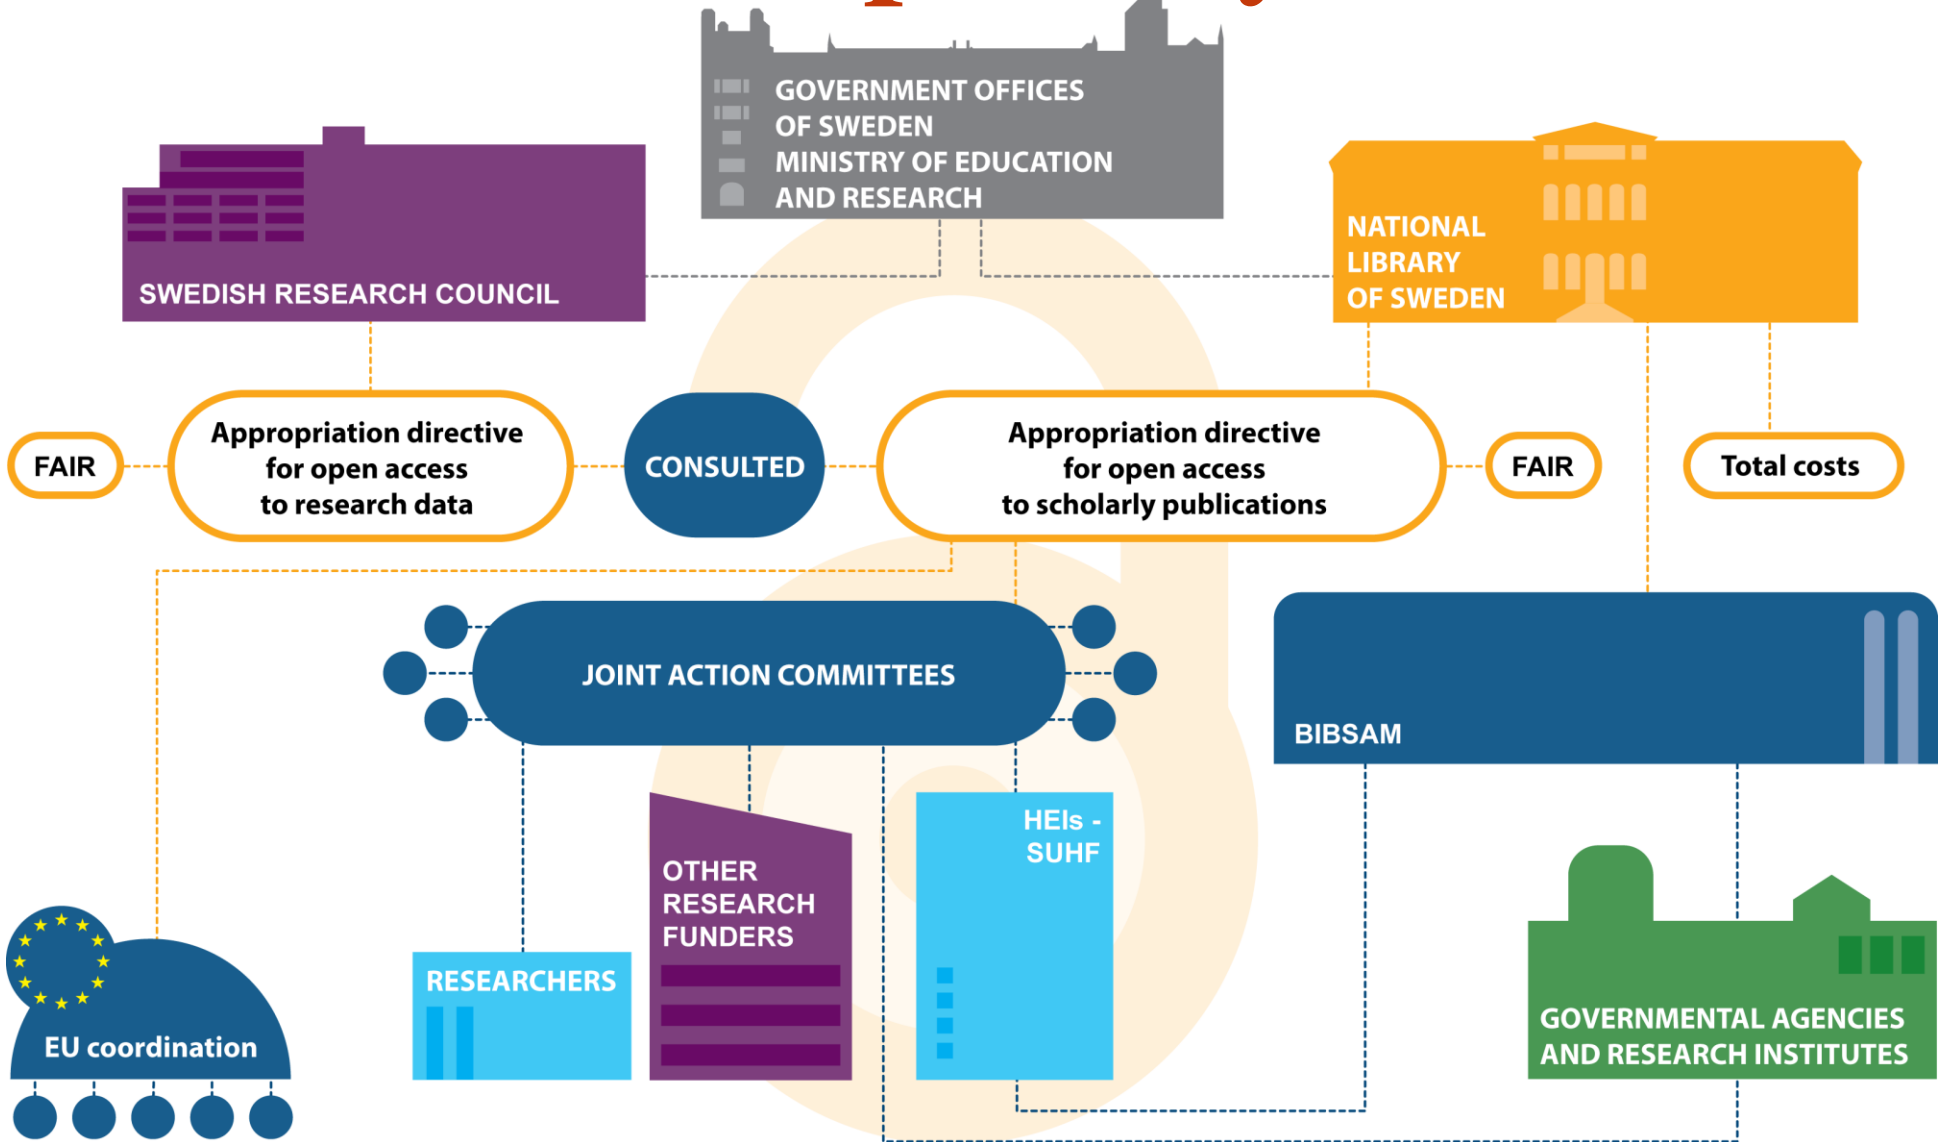 GOVERNMENT OFFICES
OF SWEDEN
MINISTRY OF EDUCATION
AND RESEARCH
SWEDISH RESEARCH COUNCIL
NATIONAL
LIBRARY
OF SWEDEN
FAIR
Appropriation directive
for open access
to research data
CONSULTED
Appropriation directive
for open access
to scholarly publications
FAIR
Total costs
JOINT ACTION COMMITTEES
BIBSAM
HEIs -
SUHF
OTHER
RESEARCH
FUNDERS
RESEARCHERS
EU coordination
GOVERNMENTAL AGENCIES
AND RESEARCH INSTITUTES